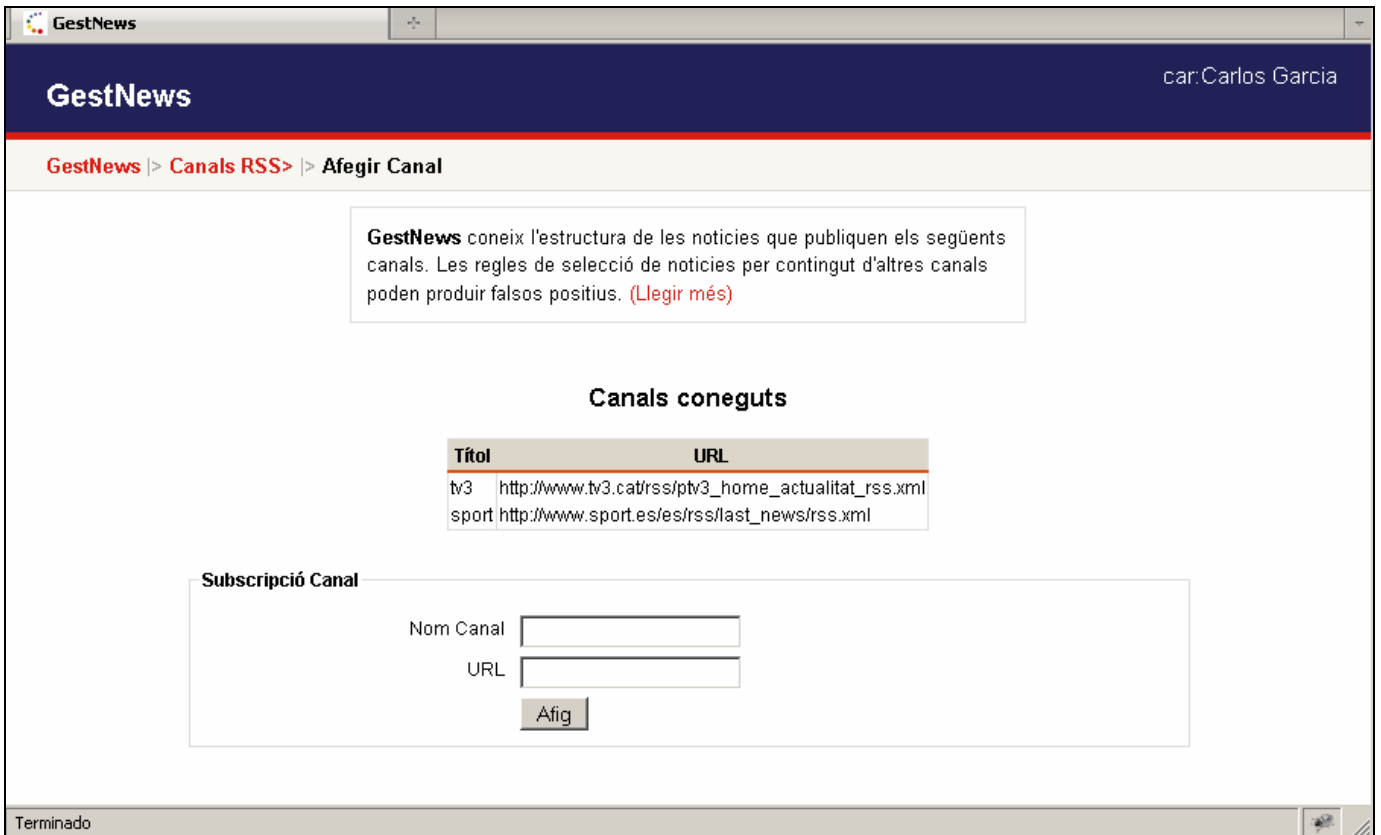 GestNews
GestNews
car:Carlos Garcia
GestNews |> Canals RSS> |> Afegir Canal
GestNews coneix l'estructura de les noticies que publiquen els següents
canals. Les regles de selecció de noticies per contingut d'altres canals
poden produir falsos positius. (Llegir més)
Canals coneguts
Títol URL
tv3 http://www.tv3.cat/rss/ptv3_home_actualitat_rss.xml
sport http://www.sport.es/es/rss/last_news/rss.xml
Subscripció Canal
Nom Canal
URL
Afig
Terminado